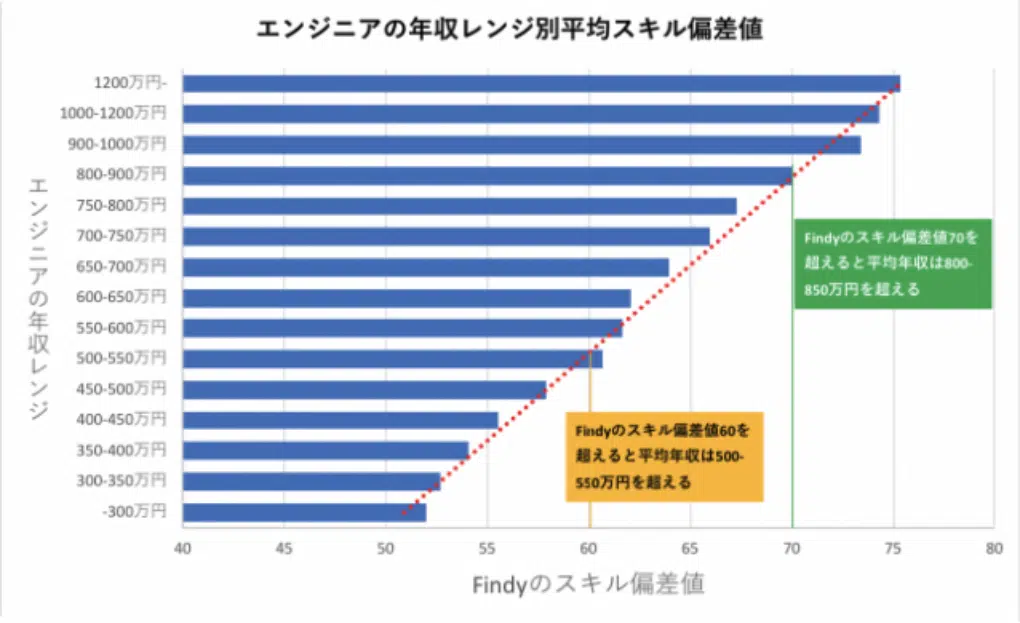 エンジニアの年収レンジ別平均スキル偏差値
エンジニアの年収レンジ
1200万円-
1000-1200万円
900-1000万円
800-900万円
750-800万円
700-750万円
650-700万円
600-650万円
550-600万円
500-550万円
450-500万円
400-450万円
350-400万円
300-350万円
-300万円
Findyのスキル偏差値70を
超えると平均年収は800-
850万円を超える
Findyのスキル偏差値60を
超えると平均年収は500-
550万円を超える
40 45 50 55 60 65 70 75 80
Findyのスキル偏差値